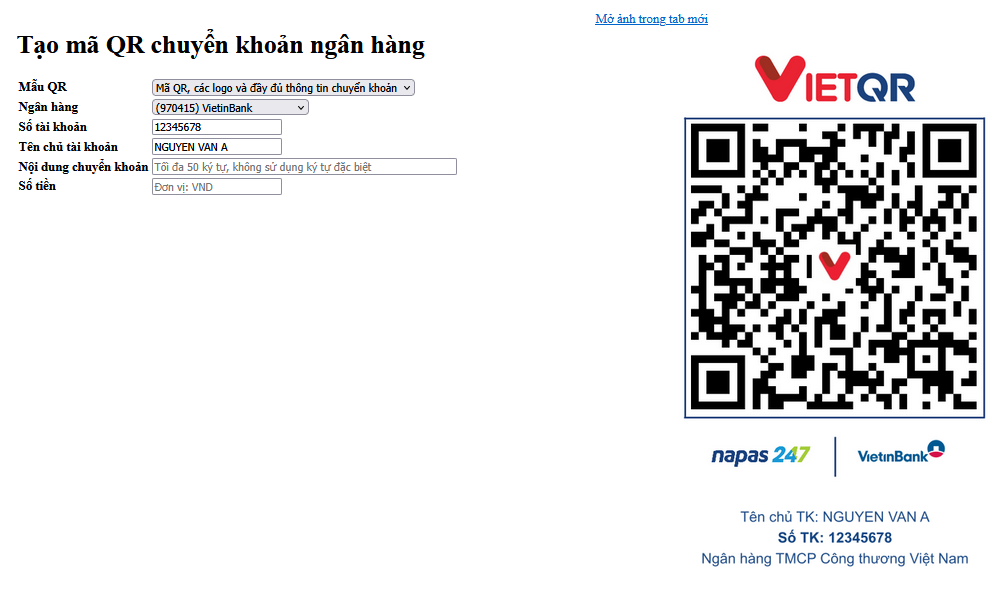 Tạo mã QR chuyển khoản ngân hàng
Mẫu QR Mã QR, các logo và đầy đủ thông tin chuyển khoản
Ngân hàng (970415) VietinBank
Số tài khoản 12345678
Tên chủ tài khoản NGUYEN VAN A
Nội dung chuyển khoản Tối đa 50 ký tự, không sử dụng ký tự đặc biệt
Số tiền Đơn vị: VND
Mở ảnh trong tab mới
VIETQR
napas 247 VietinBank
Tên chủ TK: NGUYEN VAN A
Số TK: 12345678
Ngân hàng TMCP Công thương Việt Nam